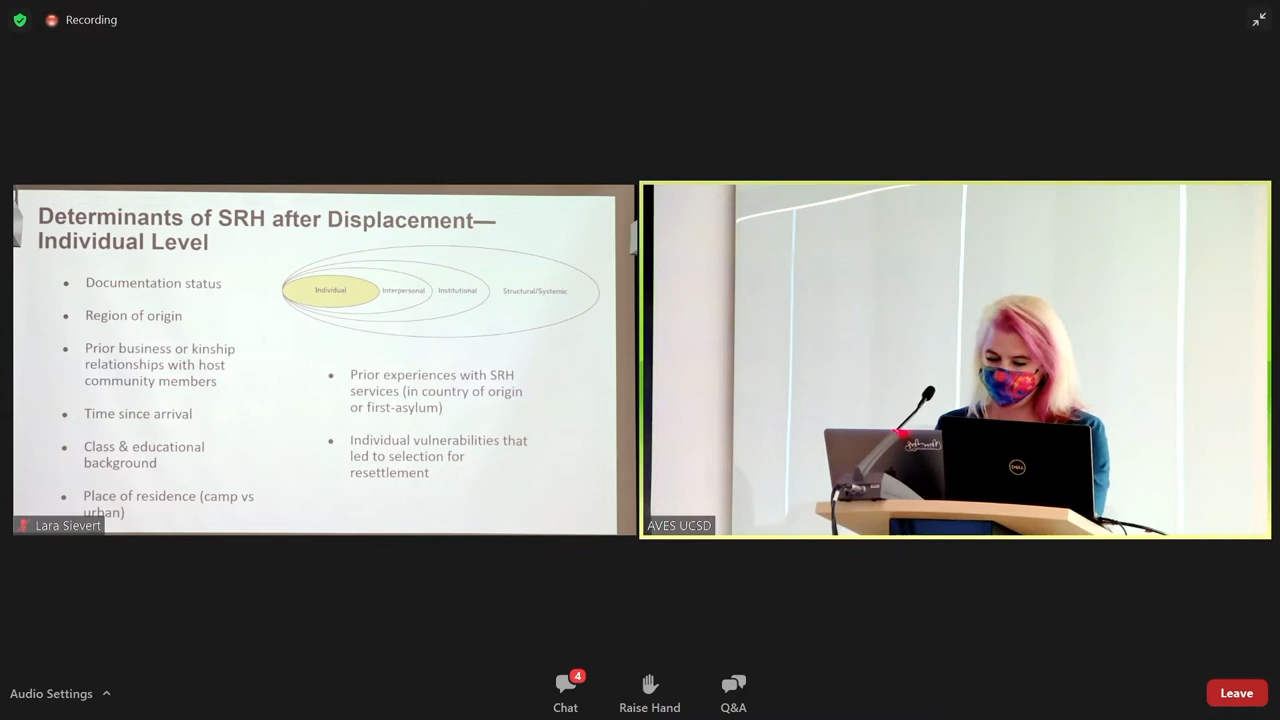 Recording
Determinants of SRH after Displacement—
Individual Level
• Documentation status
• Region of origin
• Prior business or kinship
relationships with host
community members
• Time since arrival
• Class & educational
background
• Place of residence (camp vs
urban)
Individual
Interpersonal
Institutional
Structural/Systemic
• Prior experiences with SRH
services (in country of origin
or first-asylum)
• Individual vulnerabilities that
led to selection for
resettlement
Lara Sievert
DELL
AVES UCSD
Audio Settings
4
Chat
Raise Hand
Q&A
Leave